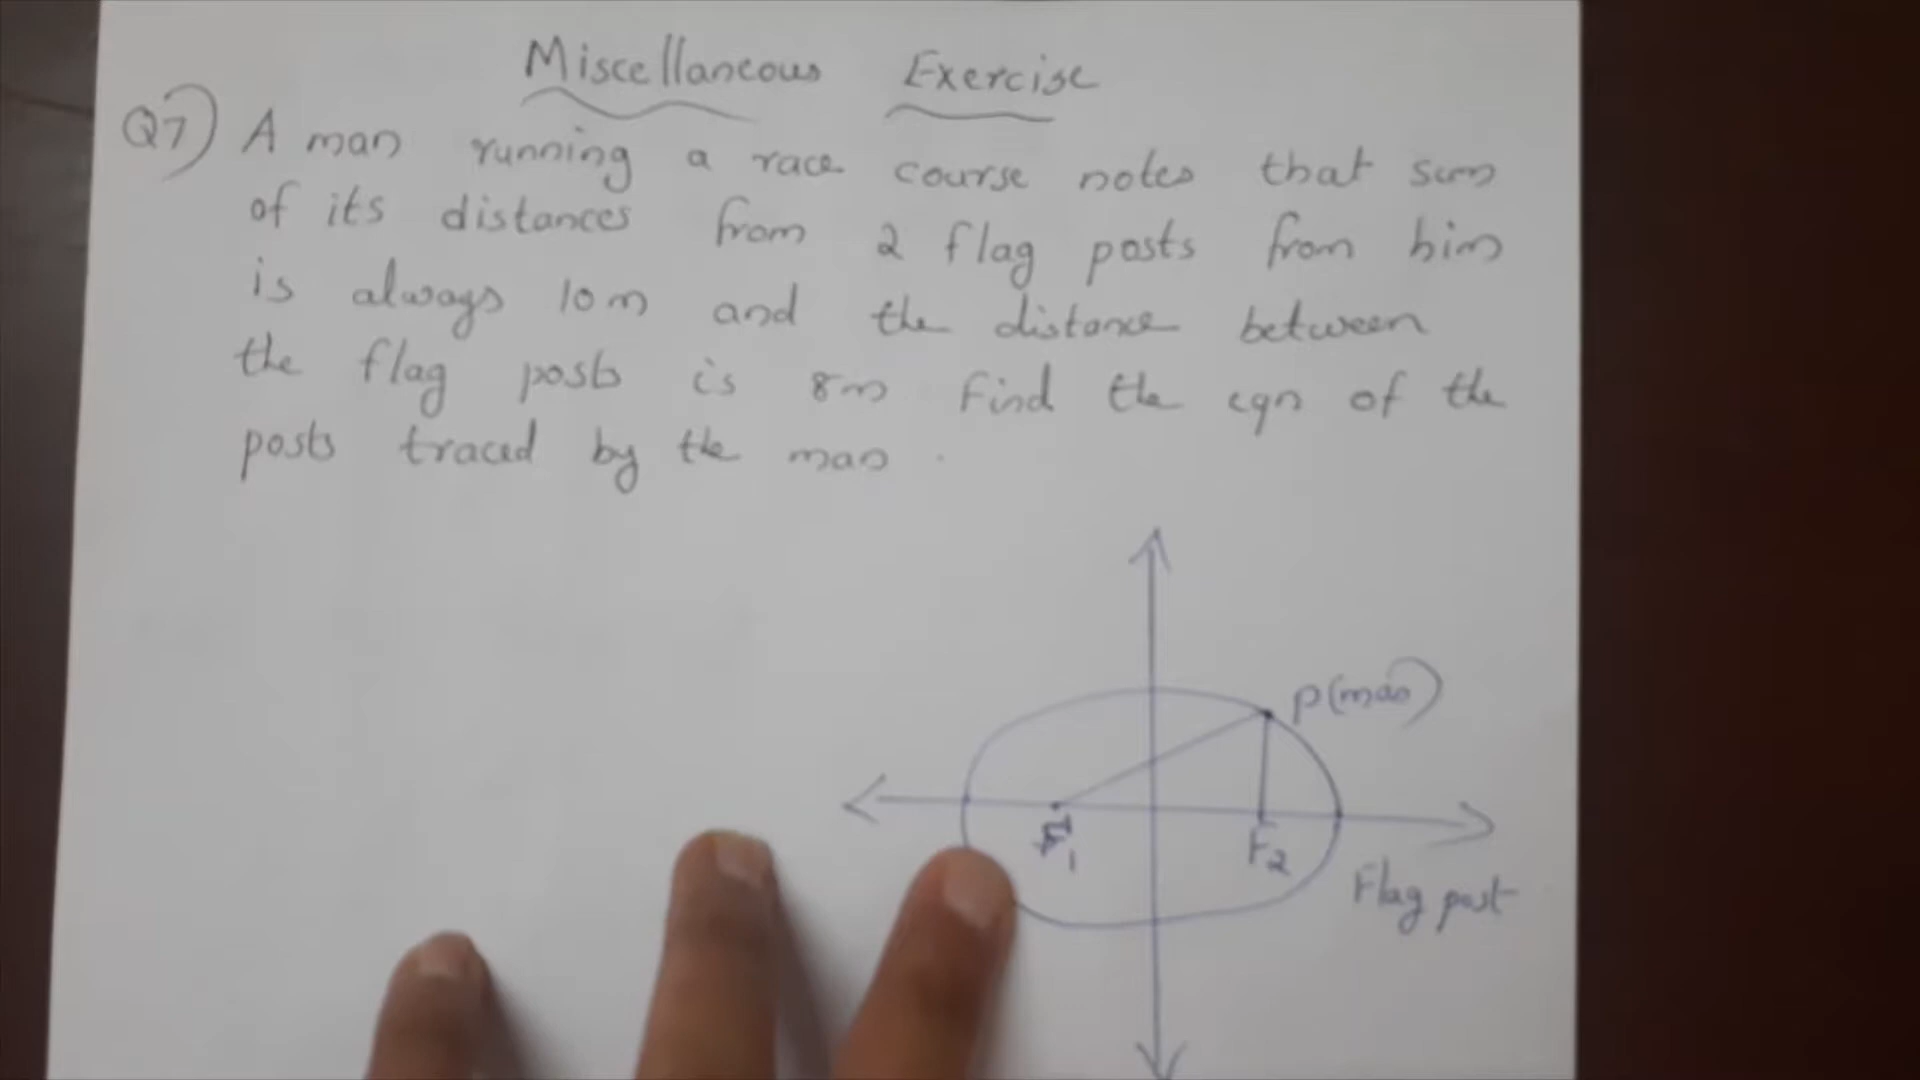 Miscellaneous Exercise
Q7) A man running a race course notes that sum
of its distances from 2 flag posts from him
is always 10m and the distance between
the flag posts is 8m Find the eqn of the
posts traced by the man .
P(man)
F1
F2
Flag post